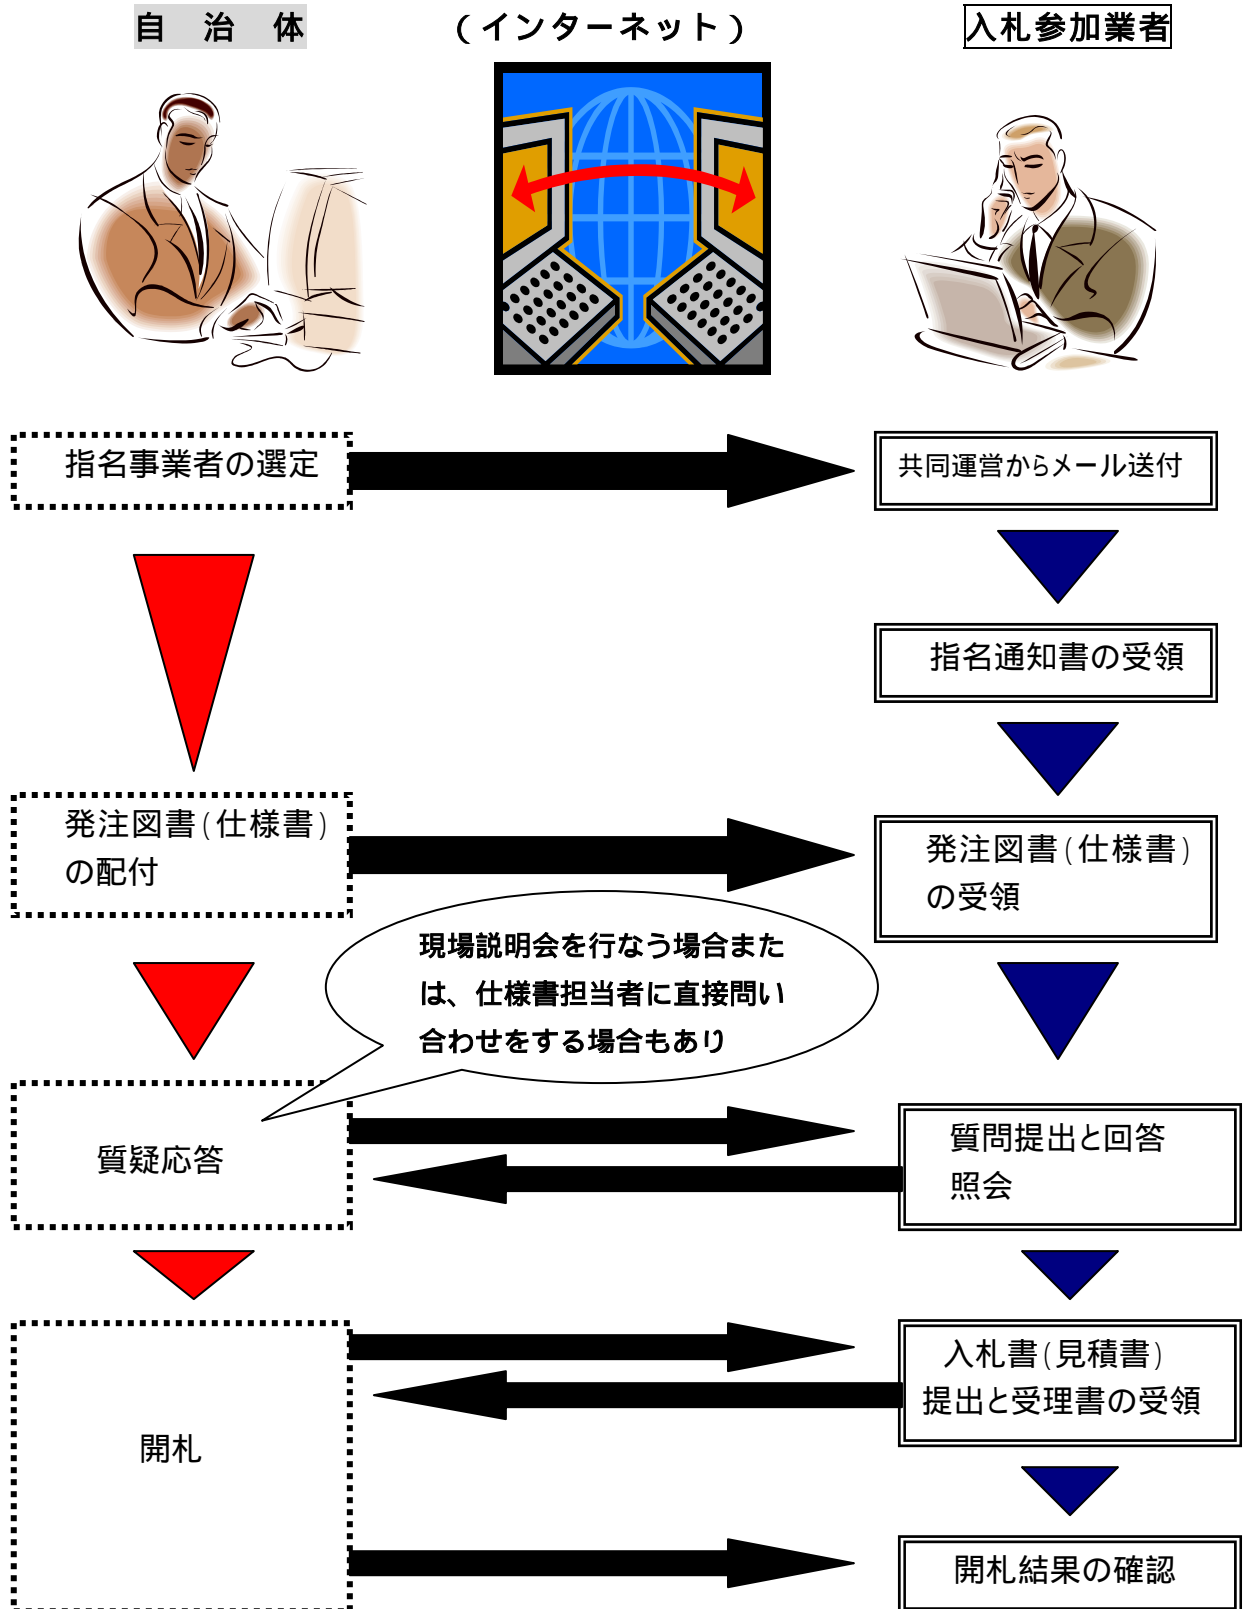 自 治 体
(インターネット)
入札参加業者
指名事業者の選定
共同運営からメール送付
指名通知書の受領
発注図書(仕様書)
の配付
発注図書(仕様書)
の受領
現場説明会を行なう場合また
は、仕様書担当者に直接問い
合わせをする場合もあり
質疑応答
質問提出と回答
照会
開札
入札書(見積書)
提出と受理書の受領
開札結果の確認